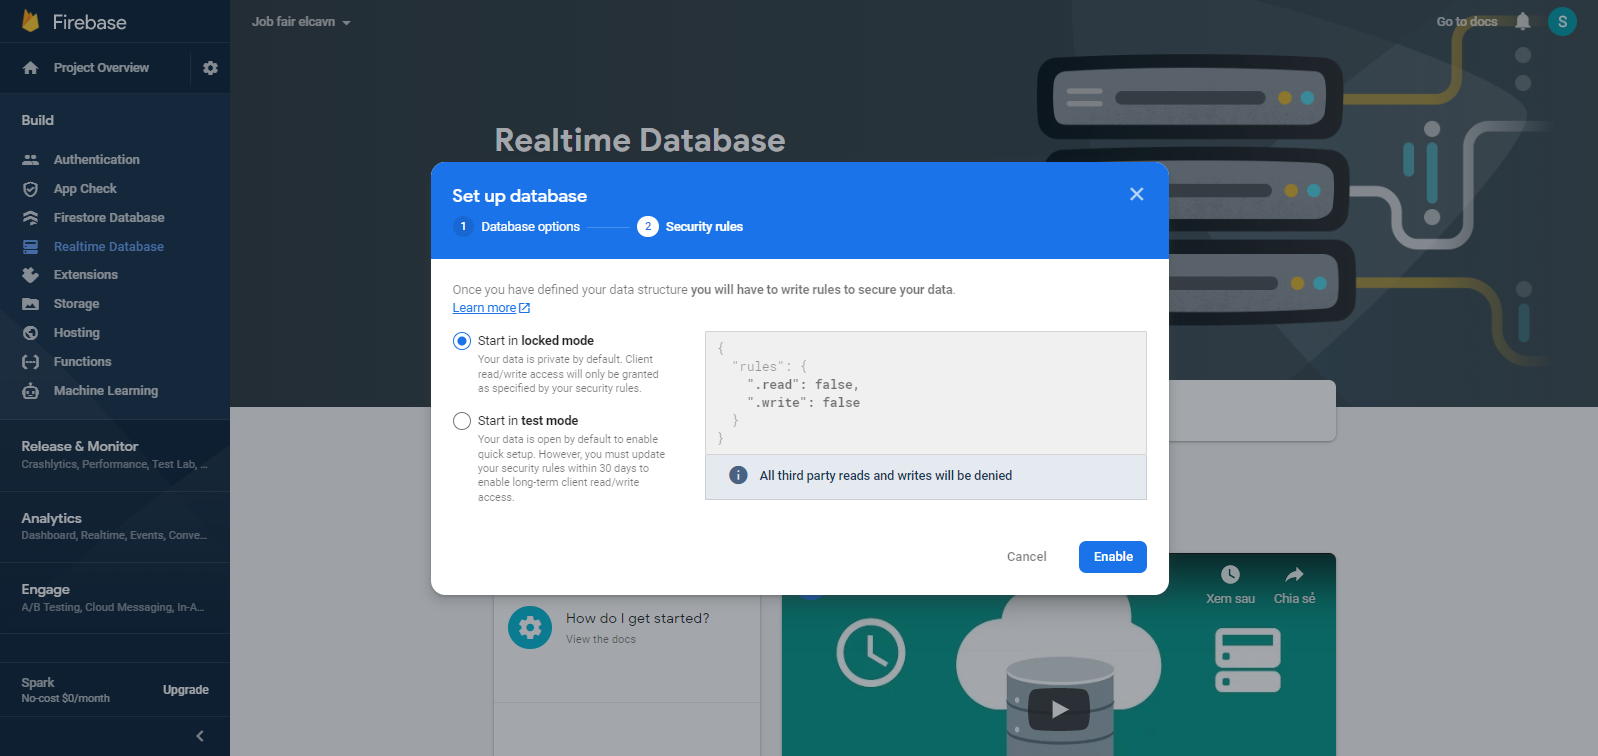 Firebase
Project Overview
Build
Authentication
App Check
Firestore Database
Realtime Database
Extensions
Storage
Hosting
Functions
Machine Learning
Release & Monitor
Crashlytics, Performance, Test Lab, ...
Analytics
Dashboard, Realtime, Events, Conve...
Engage
A/B Testing, Cloud Messaging, In-A...
Spark
No-cost $0/month
Upgrade
Job fair elcavn
Go to docs
S
Realtime Database
Set up database
1 Database options
2 Security rules
Once you have defined your data structure you will have to write rules to secure your data.
Learn more
Start in locked mode
Your data is private by default. Client
read/write access will only be granted
as specified by your security rules.
Start in test mode
Your data is open by default to enable
quick setup. However, you must update
your security rules within 30 days to
enable long-term client read/write
access.
{
"rules": {
".read": false,
".write": false
}
}
All third party reads and writes will be denied
Cancel
Enable
How do I get started?
View the docs
Xem sau
Chia sẻ